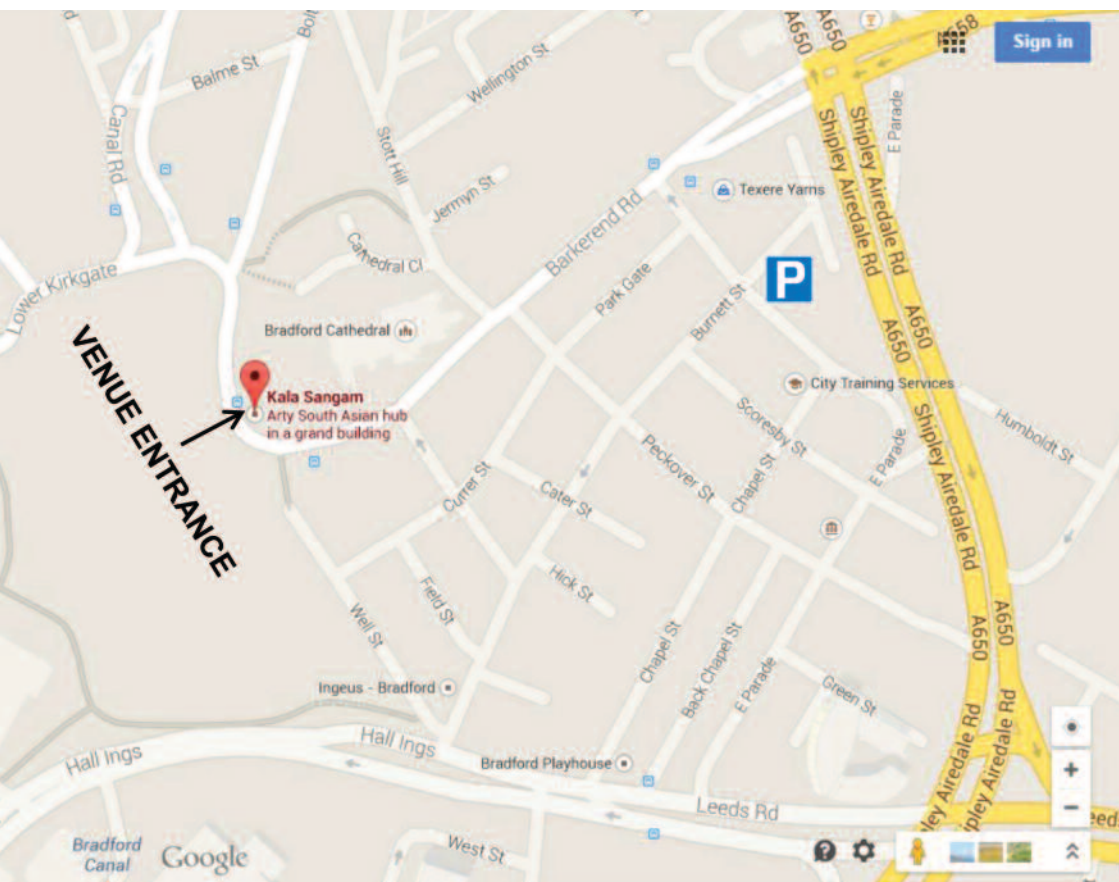 A650
A650
A658
Sign in
Bolt
Balme St
Wellington St
Canal Rd
Stott Hill
Shipley Airedale Rd
Shipley Airedale Rd
E Parade
Jermyn St
Texere Yarns
Barkerend Rd
Cathedral Cl
Lower Kirkgate
Park Gate
P
Burnett St
Bradford Cathedral
A650
A650
VENUE ENTRANCE
Kala Sangam
Arty South Asian hub
in a grand building
City Training Services
Scoresby St
Shipley Airedale Rd
Humboldt St
Peckover St
Chapel St
E Parade
Currer St
Cater St
Hick St
Field St
Well St
A650
A650
Chapel St
Back Chapel St
E Parade
Green St
Ingeus - Bradford
Hall Ings
Hall Ings
Bradford Playhouse
Shipley Airedale Rd
Shipley Airedale Rd
Leeds Rd
Leeds
West St
Bradford
Canal
Google